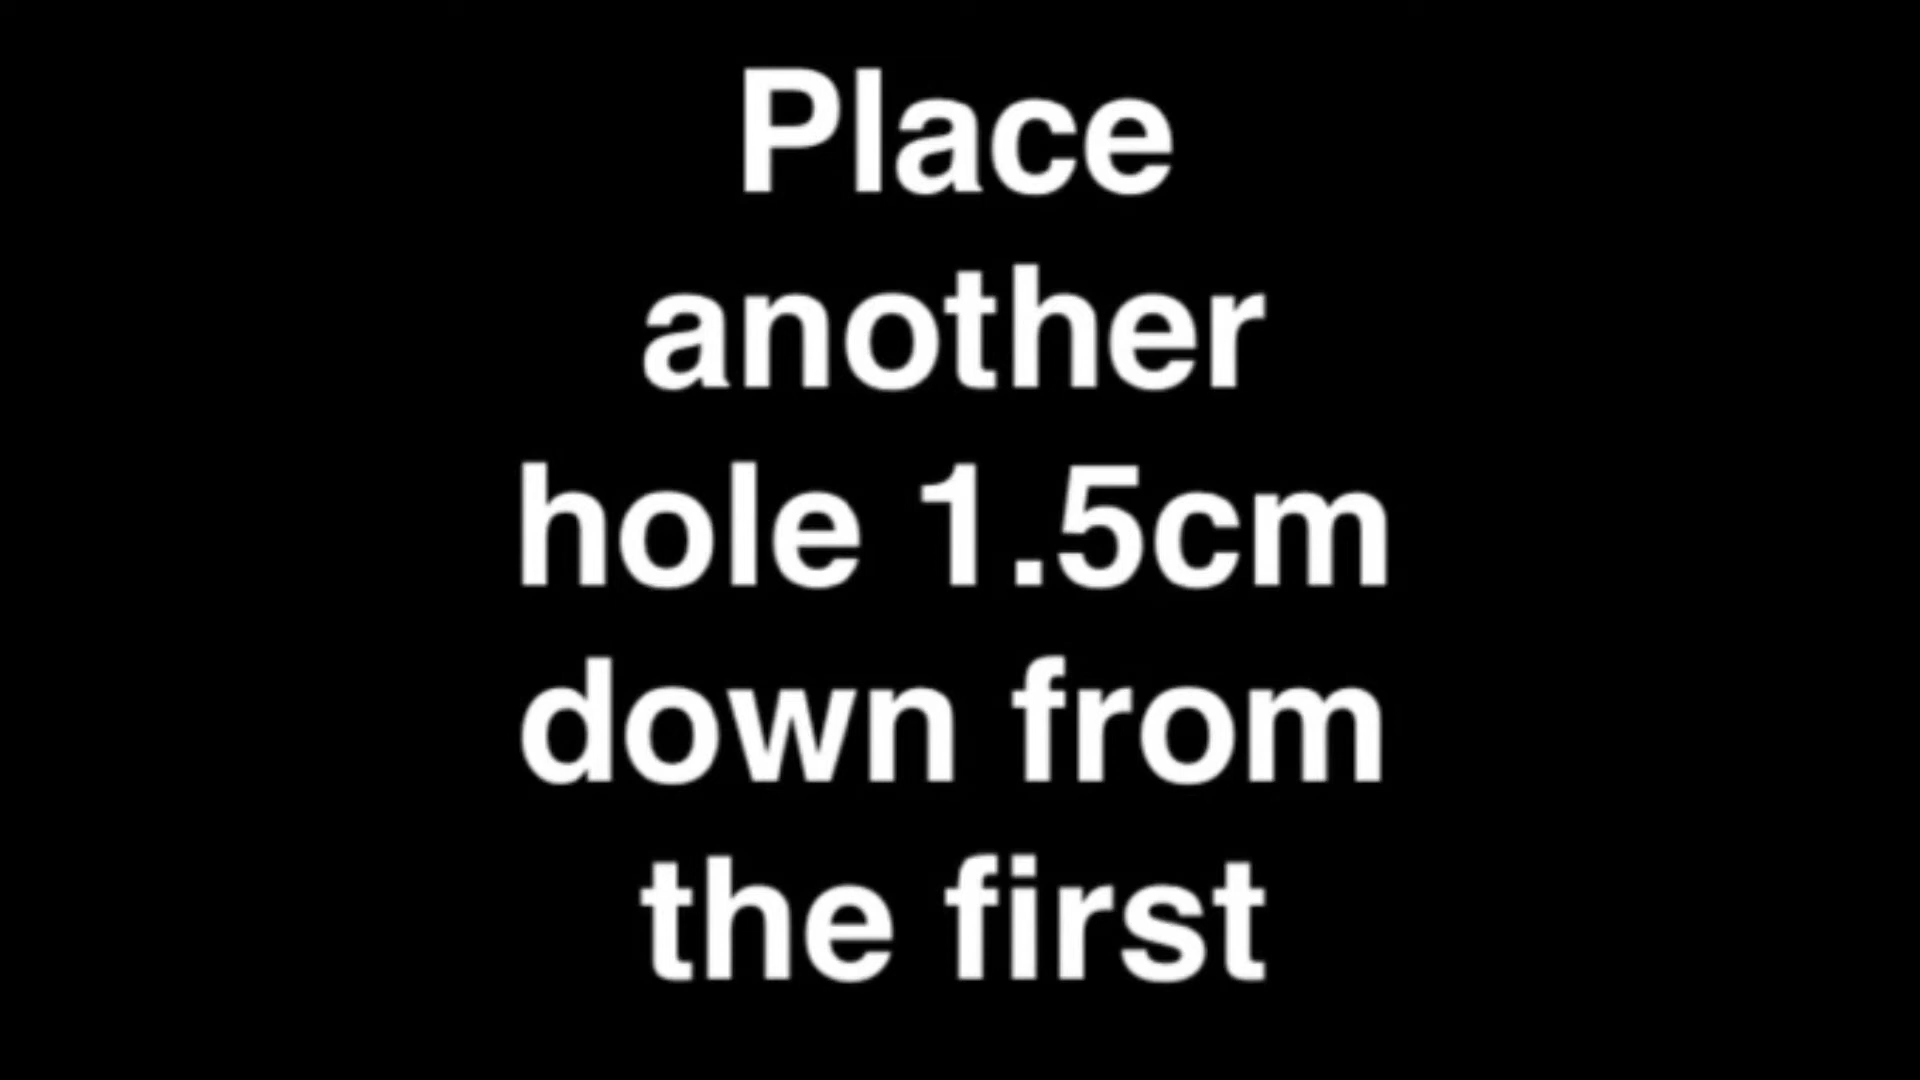 Place
another
hole 1.5cm
down from
the first